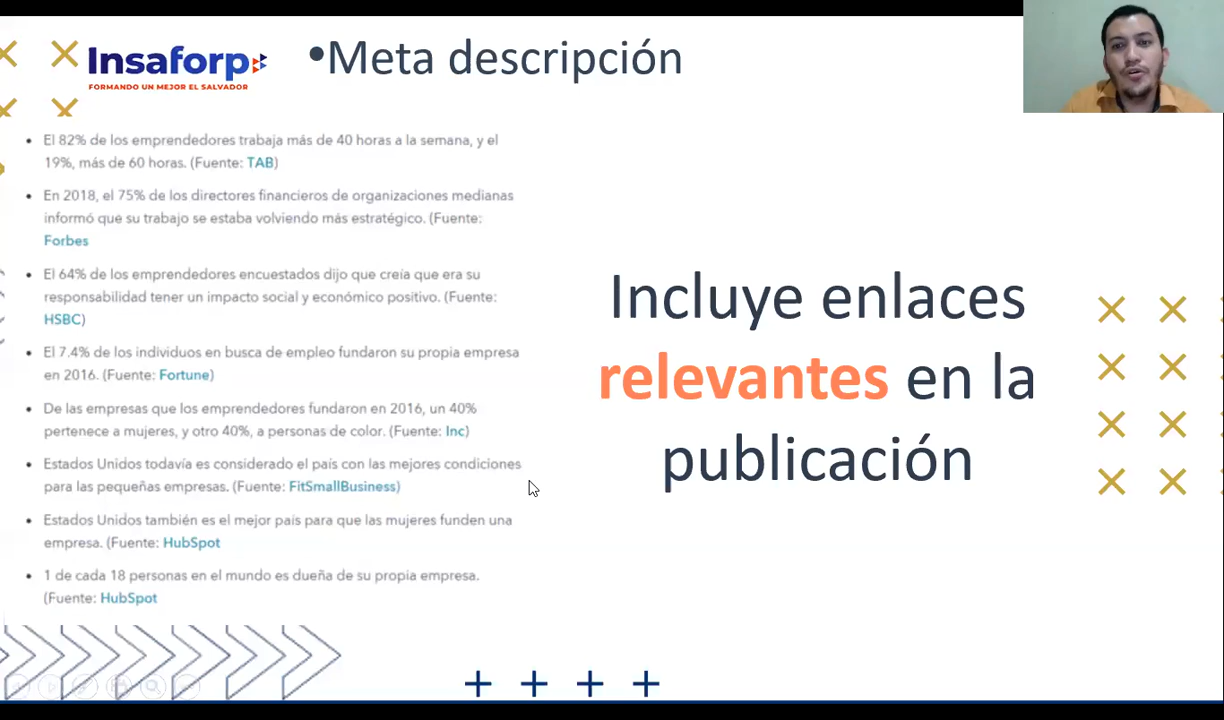 Insaforp
FORMANDO UN MEJOR EL SALVADOR
•Meta descripción
• El 82% de los emprendedores trabaja más de 40 horas a la semana, y el
19%, más de 60 horas. (Fuente: TAB)
• En 2018, el 75% de los directores financieros de organizaciones medianas
informó que su trabajo se estaba volviendo más estratégico. (Fuente:
Forbes
• El 64% de los emprendedores encuestados dijo que creía que era su
responsabilidad tener un impacto social y económico positivo. (Fuente:
HSBC)
• El 7.4% de los individuos en busca de empleo fundaron su propia empresa
en 2016. (Fuente: Fortune)
• De las empresas que los emprendedores fundaron en 2016, un 40%
pertenece a mujeres, y otro 40%, a personas de color. (Fuente: Inc)
• Estados Unidos todavía es considerado el país con las mejores condiciones
para las pequeñas empresas. (Fuente: FitSmallBusiness)
• Estados Unidos también es el mejor país para que las mujeres funden una
empresa. (Fuente: HubSpot
• 1 de cada 18 personas en el mundo es dueña de su propia empresa.
(Fuente: HubSpot
Incluye enlaces
relevantes en la
publicación